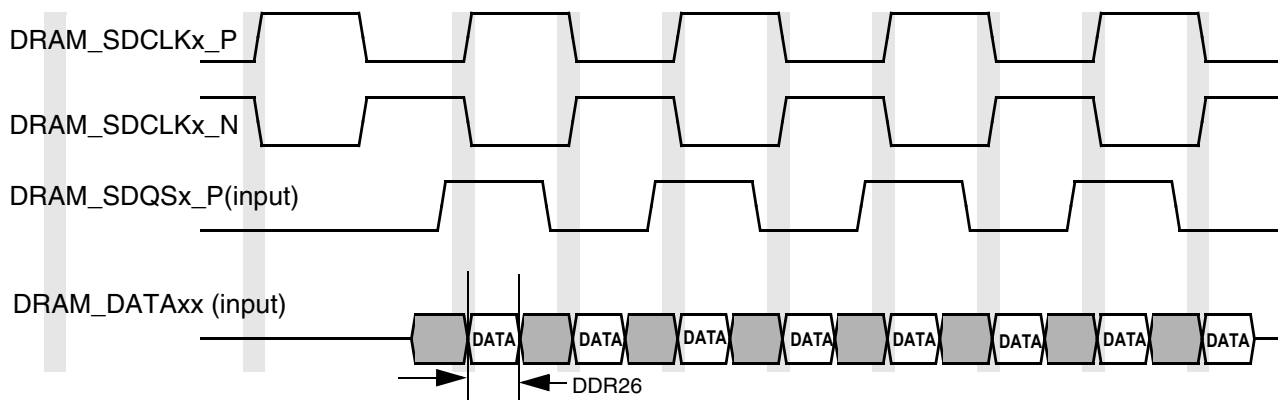 DRAM_SDCLKx_P
DRAM_SDCLKx_N
DRAM_SDQSx_P(input)
DRAM_DATAxx (input)
DATA DATA DATA DATA DATA DATA DATA DATA
DDR26